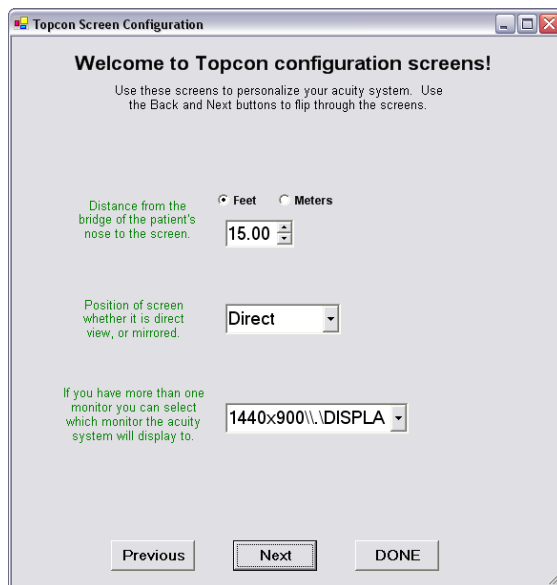 Topcon Screen Configuration
Welcome to Topcon configuration screens!
Use these screens to personalize your acuity system. Use
the Back and Next buttons to flip through the screens.
Feet Meters
Distance from the
bridge of the patient's
nose to the screen.
15.00
Position of screen
whether it is direct
view, or mirrored.
Direct
If you have more than one
monitor you can select
which monitor the acuity
system will display to.
1440x900\\.\DISPLA
Previous Next DONE